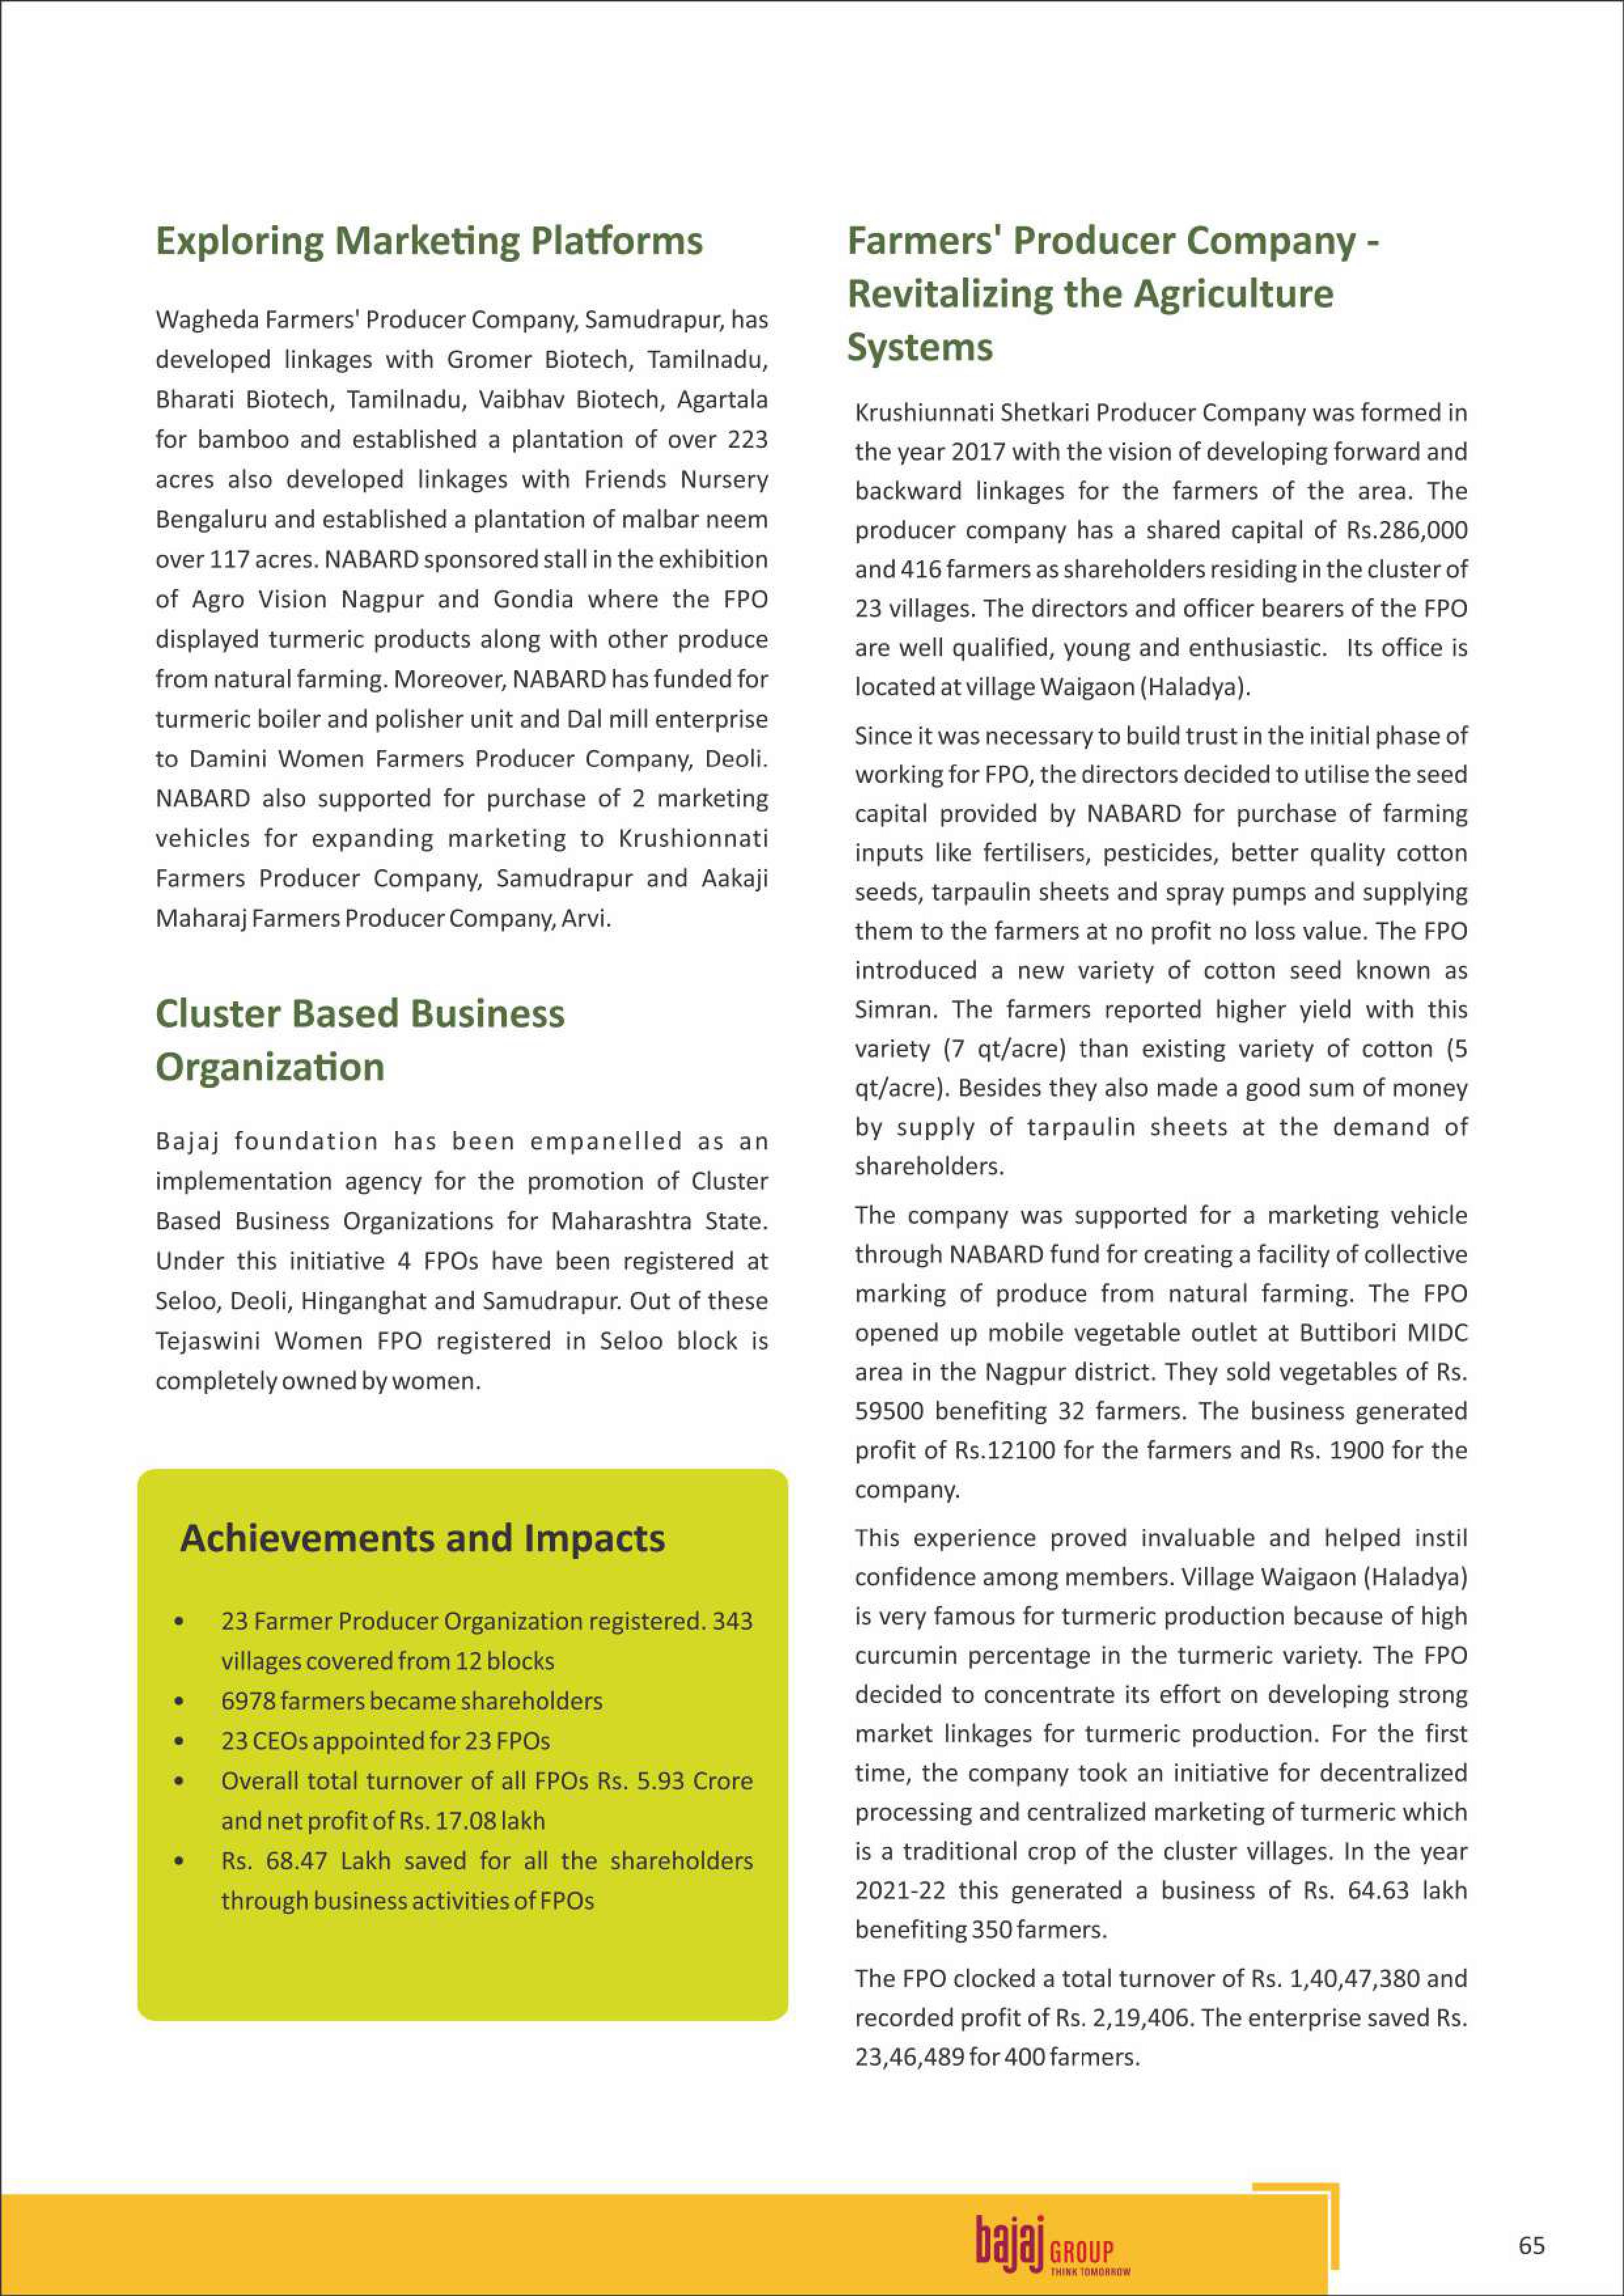 Exploring Marketing Platforms
Wagheda Farmers' Producer Company, Samudrapur, has
developed linkages with Gromer Biotech, Tamilnadu,
Bharati Biotech, Tamilnadu, Vaibhav Biotech, Agartala
for bamboo and established a plantation of over 223
acres also developed linkages with Friends Nursery
Bengaluru and established a plantation of malbar neem
over 117 acres. NABARD sponsored stall in the exhibition
of Agro Vision Nagpur and Gondia where the FPO
displayed turmeric products along with other produce
from natural farming. Moreover, NABARD has funded for
turmeric boiler and polisher unit and Dal mill enterprise
to Damini Women Farmers Producer Company, Deoli.
NABARD also supported for purchase of 2 marketing
vehicles for expanding marketing to Krushionnati
Farmers Producer Company, Samudrapur and Aakaji
Maharaj Farmers Producer Company, Arvi.
Cluster Based Business
Organization
Bajaj foundation has been empanelled as an
implementation agency for the promotion of Cluster
Based Business Organizations for Maharashtra State.
Under this initiative 4 FPOs have been registered at
Seloo, Deoli, Hinganghat and Samudrapur. Out of these
Tejaswini Women FPO registered in Seloo block is
completely owned by women.
Achievements and Impacts
• 23 Farmer Producer Organization registered. 343
villages covered from 12 blocks
• 6978 farmers became shareholders
• 23 CEOs appointed for 23 FPOs
• Overall total turnover of all FPOs Rs. 5.93 Crore
and net profit of Rs. 17.08 lakh
• Rs. 68.47 Lakh saved for all the shareholders
through business activities of FPOs
Farmers' Producer Company -
Revitalizing the Agriculture
Systems
Krushiunnati Shetkari Producer Company was formed in
the year 2017 with the vision of developing forward and
backward linkages for the farmers of the area. The
producer company has a shared capital of Rs.286,000
and 416 farmers as shareholders residing in the cluster of
23 villages. The directors and officer bearers of the FPO
are well qualified, young and enthusiastic. Its office is
located at village Waigaon (Haladya).
Since it was necessary to build trust in the initial phase of
working for FPO, the directors decided to utilise the seed
capital provided by NABARD for purchase of farming
inputs like fertilisers, pesticides, better quality cotton
seeds, tarpaulin sheets and spray pumps and supplying
them to the farmers at no profit no loss value. The FPO
introduced a new variety of cotton seed known as
Simran. The farmers reported higher yield with this
variety (7 qt/acre) than existing variety of cotton (5
qt/acre). Besides they also made a good sum of money
by supply of tarpaulin sheets at the demand of
shareholders.
The company was supported for a marketing vehicle
through NABARD fund for creating a facility of collective
marking of produce from natural farming. The FPO
opened up mobile vegetable outlet at Buttibori MIDC
area in the Nagpur district. They sold vegetables of Rs.
59500 benefiting 32 farmers. The business generated
profit of Rs.12100 for the farmers and Rs. 1900 for the
company.
This experience proved invaluable and helped instil
confidence among members. Village Waigaon (Haladya)
is very famous for turmeric production because of high
curcumin percentage in the turmeric variety. The FPO
decided to concentrate its effort on developing strong
market linkages for turmeric production. For the first
time, the company took an initiative for decentralized
processing and centralized marketing of turmeric which
is a traditional crop of the cluster villages. In the year
2021-22 this generated a business of Rs. 64.63 lakh
benefiting 350 farmers.
The FPO clocked a total turnover of Rs. 1,40,47,380 and
recorded profit of Rs. 2,19,406. The enterprise saved Rs.
23,46,489 for 400 farmers.
bajaj GROUP
THINK TOMORROW
65